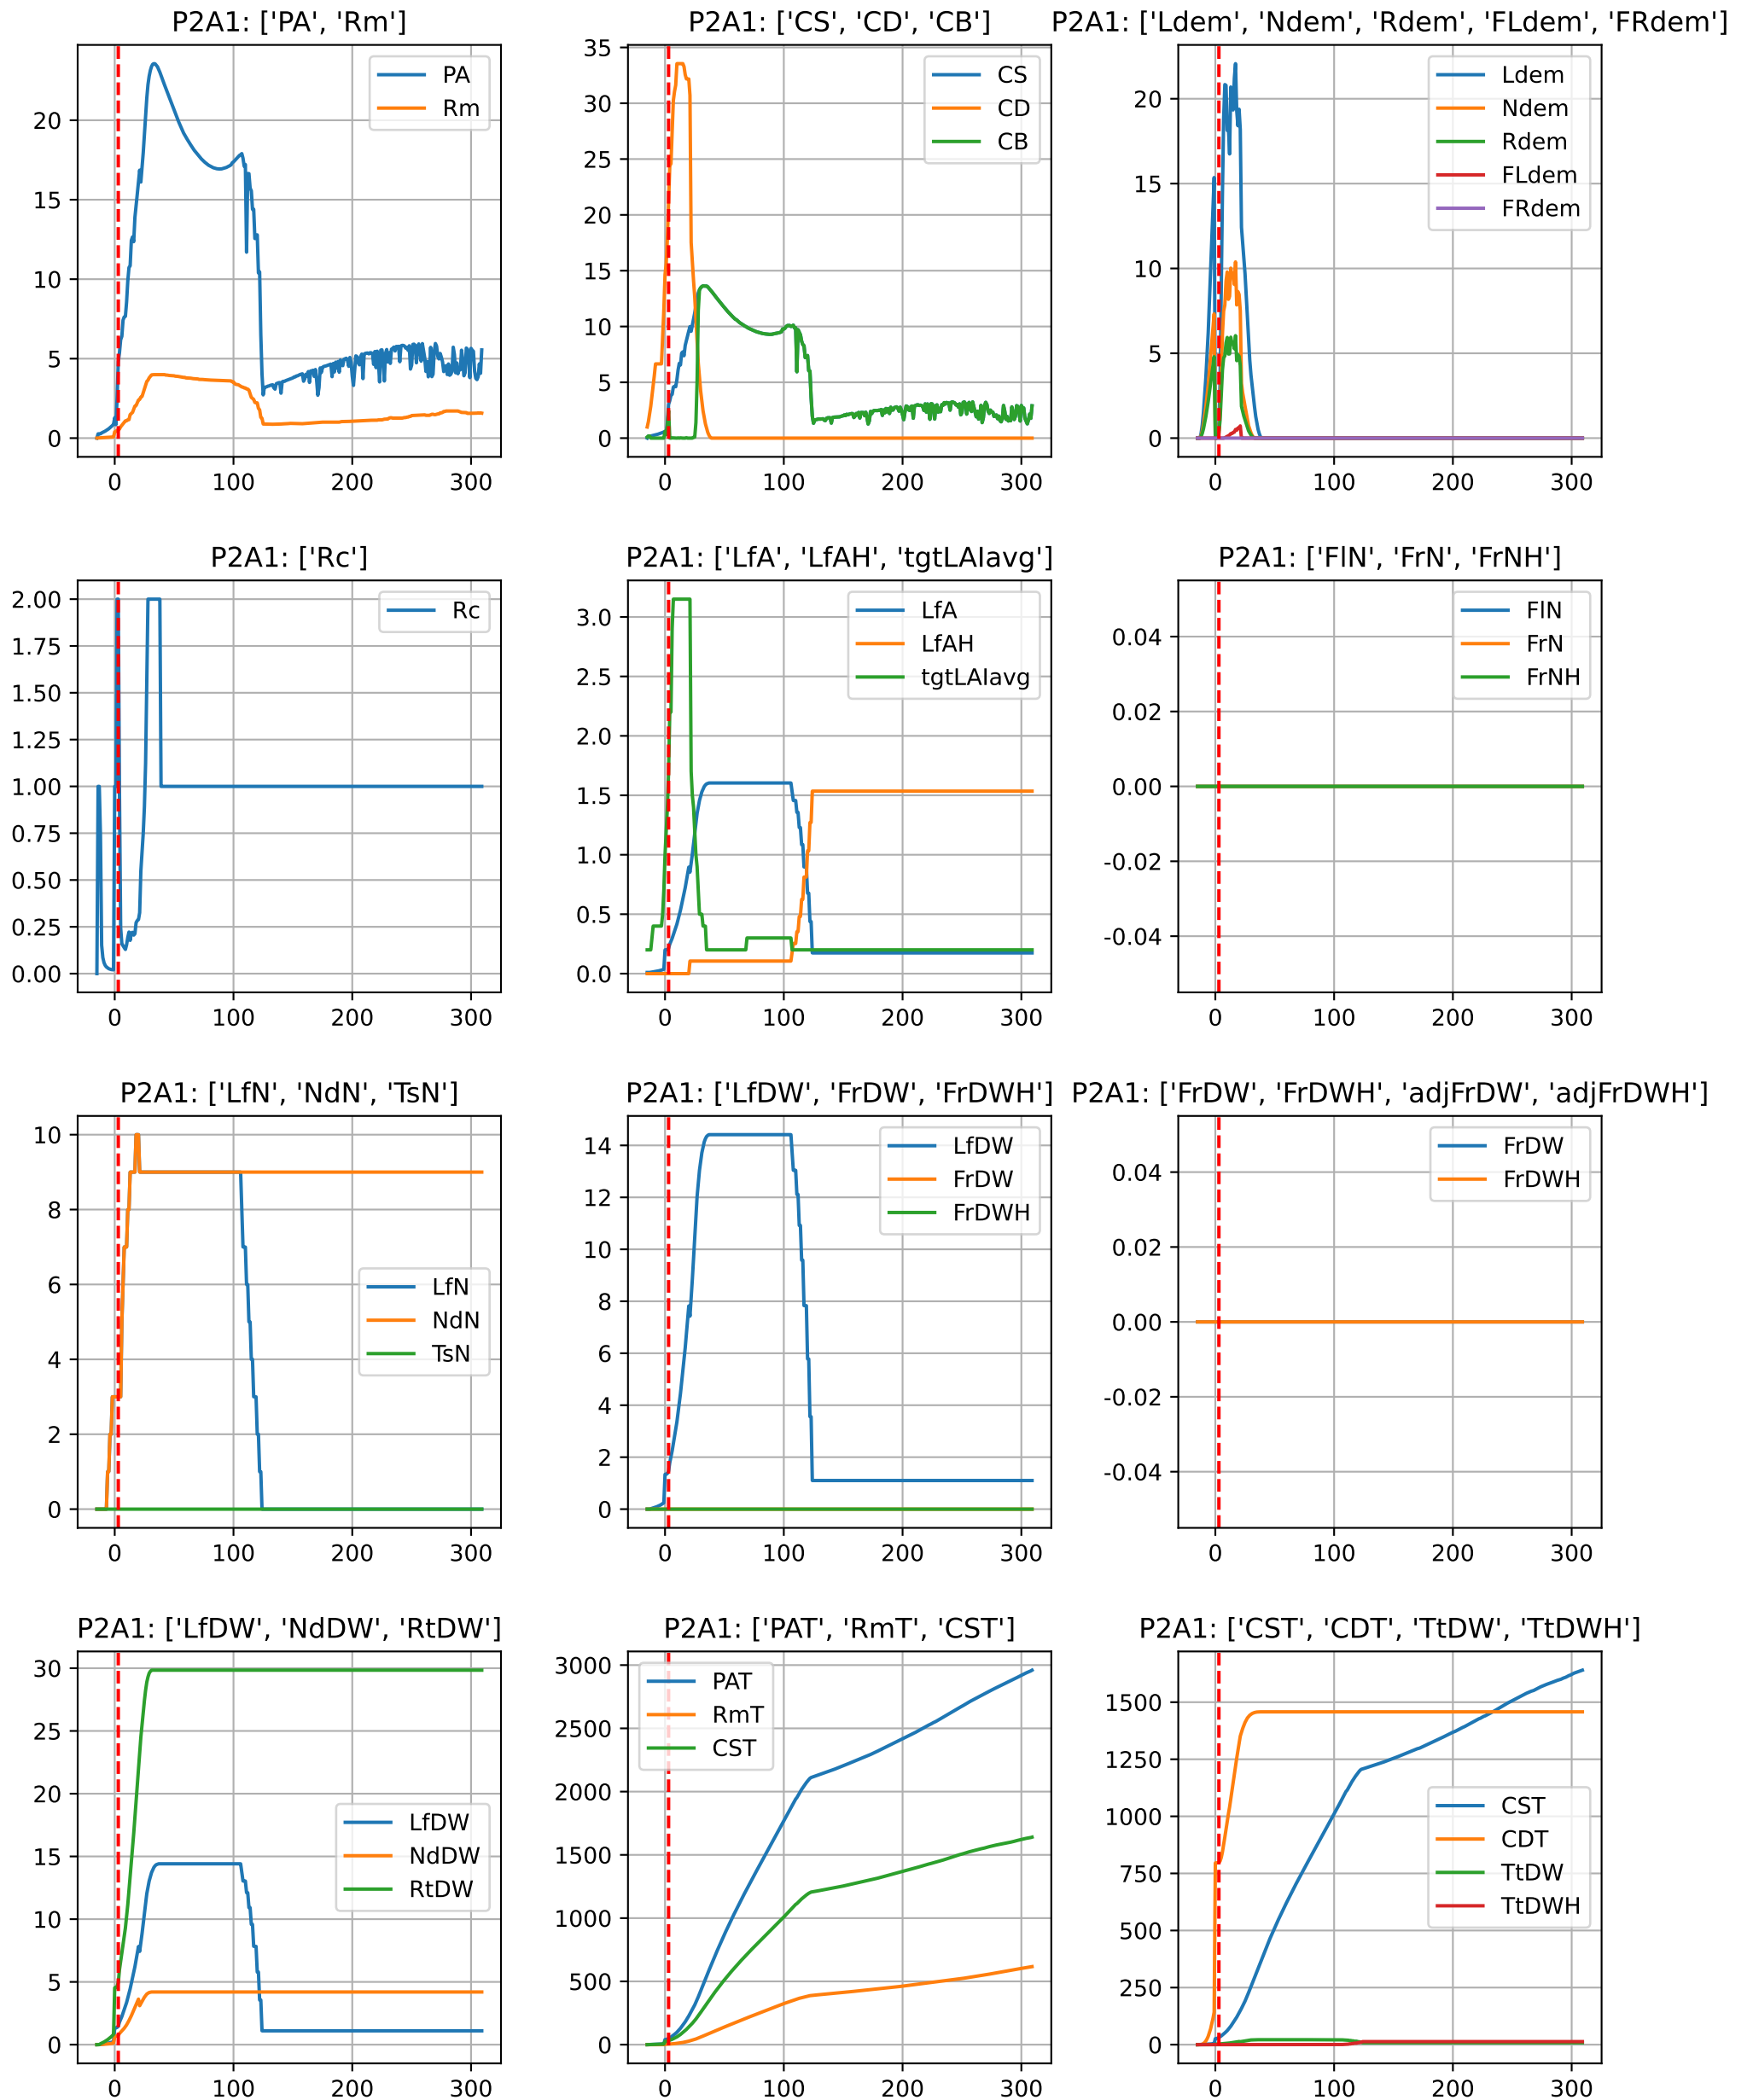 P2A1: ['PA', 'Rm']
PA
Rm
20
15
10
5
0
0 100 200 300
P2A1: ['CS', 'CD', 'CB']
CS
CD
CB
35
30
25
20
15
10
5
0
0 100 200 300
P2A1: ['Ldem', 'Ndem', 'Rdem', 'FLdem', 'FRdem']
Ldem
Ndem
Rdem
FLdem
FRdem
20
15
10
5
0
0 100 200 300
P2A1: ['Rc']
Rc
2.00
1.75
1.50
1.25
1.00
0.75
0.50
0.25
0.00
0 100 200 300
P2A1: ['LfA', 'LfAH', 'tgtLAIavg']
LfA
LfAH
tgtLAIavg
3.0
2.5
2.0
1.5
1.0
0.5
0.0
0 100 200 300
P2A1: ['FlN', 'FrN', 'FrNH']
FlN
FrN
FrNH
0.04
0.02
0.00
-0.02
-0.04
0 100 200 300
P2A1: ['LfN', 'NdN', 'TsN']
LfN
NdN
TsN
10
8
6
4
2
0
0 100 200 300
P2A1: ['LfDW', 'FrDW', 'FrDWH']
LfDW
FrDW
FrDWH
14
12
10
8
6
4
2
0
0 100 200 300
P2A1: ['FrDW', 'FrDWH', 'adjFrDW', 'adjFrDWH']
FrDW
FrDWH
0.04
0.02
0.00
-0.02
-0.04
0 100 200 300
P2A1: ['LfDW', 'NdDW', 'RtDW']
LfDW
NdDW
RtDW
30
25
20
15
10
5
0
0 100 200 300
P2A1: ['PAT', 'RmT', 'CST']
PAT
RmT
CST
3000
2500
2000
1500
1000
500
0
0 100 200 300
P2A1: ['CST', 'CDT', 'TtDW', 'TtDWH']
CST
CDT
TtDW
TtDWH
1500
1250
1000
750
500
250
0
0 100 200 300